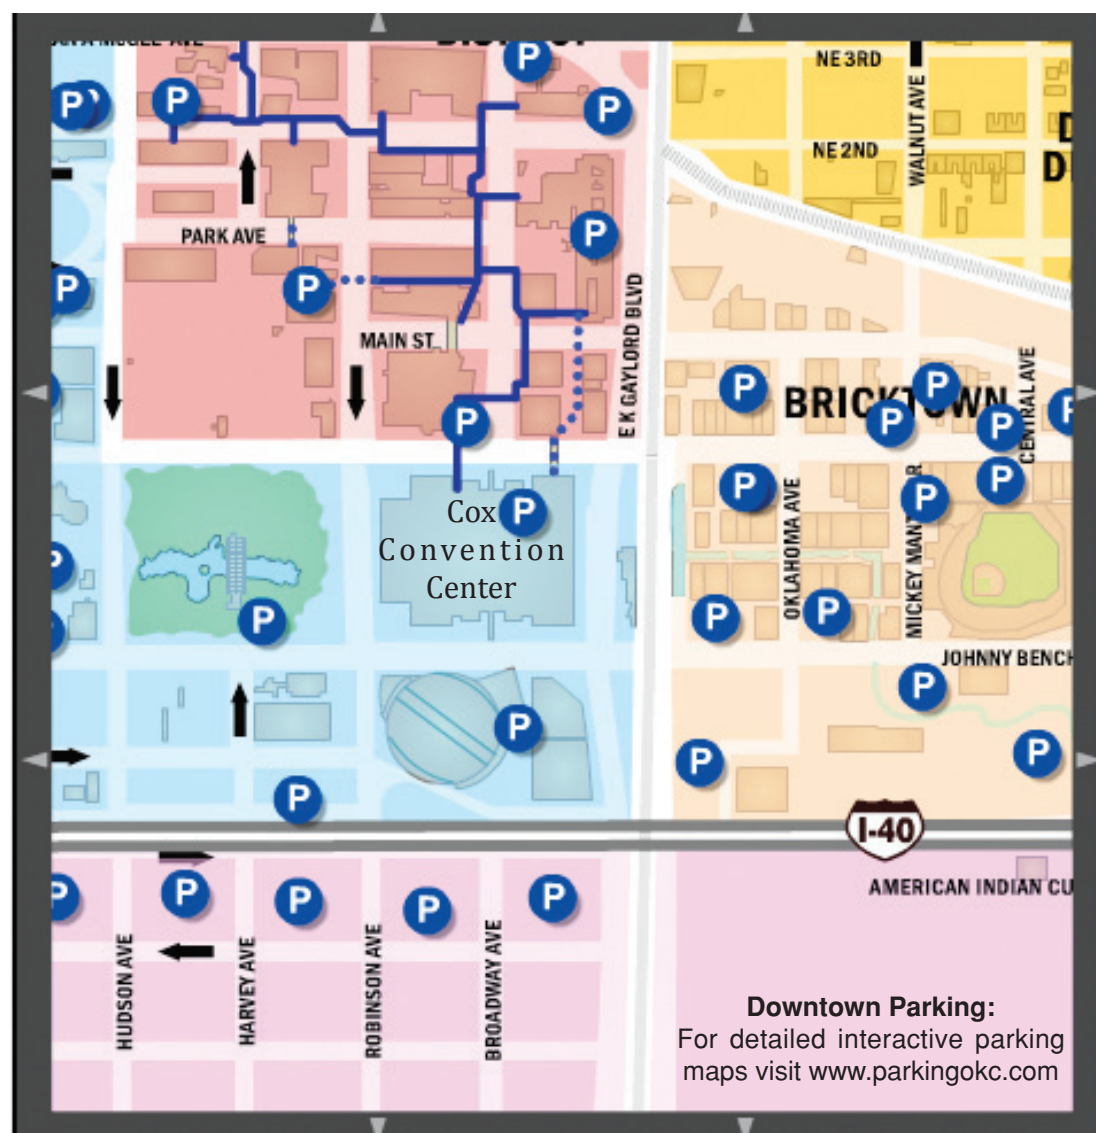 NE 3RD
WALNUT AVE
NE 2ND
P
P
P
P
PARK AVE
P
P
P
MAIN ST
E K GAYLORD BLVD
P
BRICKTOWN
P
P
P
CENTRAL AVE
P
P
P
P
P
P
Cox
Convention
Center
OKLAHOMA AVE
P
P
P
P
P
P
JOHNNY BENCH
P
P
P
P
P
I-40
AMERICAN INDIAN CU
P
P
P
P
P
HUDSON AVE
HARVEY AVE
ROBINSON AVE
BROADWAY AVE
Downtown Parking:
For detailed interactive parking
maps visit www.parkingokc.com